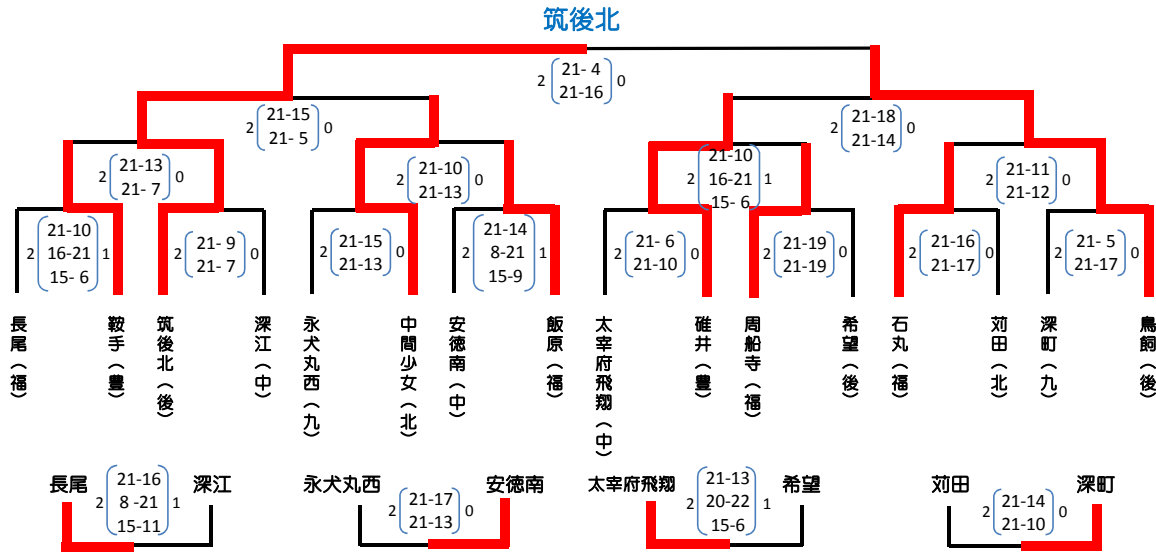 筑後北
2 21- 4 0
21-16
2 21-15 0
21- 5
2 21-18 0
21-14
2 21-13 0
21- 7
2 21-10 0
21-13
21-10
2 16-21 1
15- 6
2 21-11 0
21-12
21-10
2 16-21 1
15- 6
2 21- 9 0
21- 7
2 21-15 0
21-13
21-14
2 8-21 1
15-9
2 21- 6 0
21-10
2 21-19 0
21-19
2 21-16 0
21-17
2 21- 5 0
21-17
長尾(福)
鞍手(豊)
筑後北(後)
深江(中)
永犬丸西(九)
中間少女(北)
安徳南(中)
飯原(福)
太宰府飛翔(中)
碓井(豊)
周船寺(福)
希望(後)
石丸(福)
苅田(北)
深町(九)
鳥飼(後)
長尾 深江
21-16
2 8 -21 1
15-11
永犬丸西 安徳南
2 21-17 0
21-13
太宰府飛翔 希望
21-13
2 20-22 1
15-6
苅田 深町
2 21-14 0
21-10